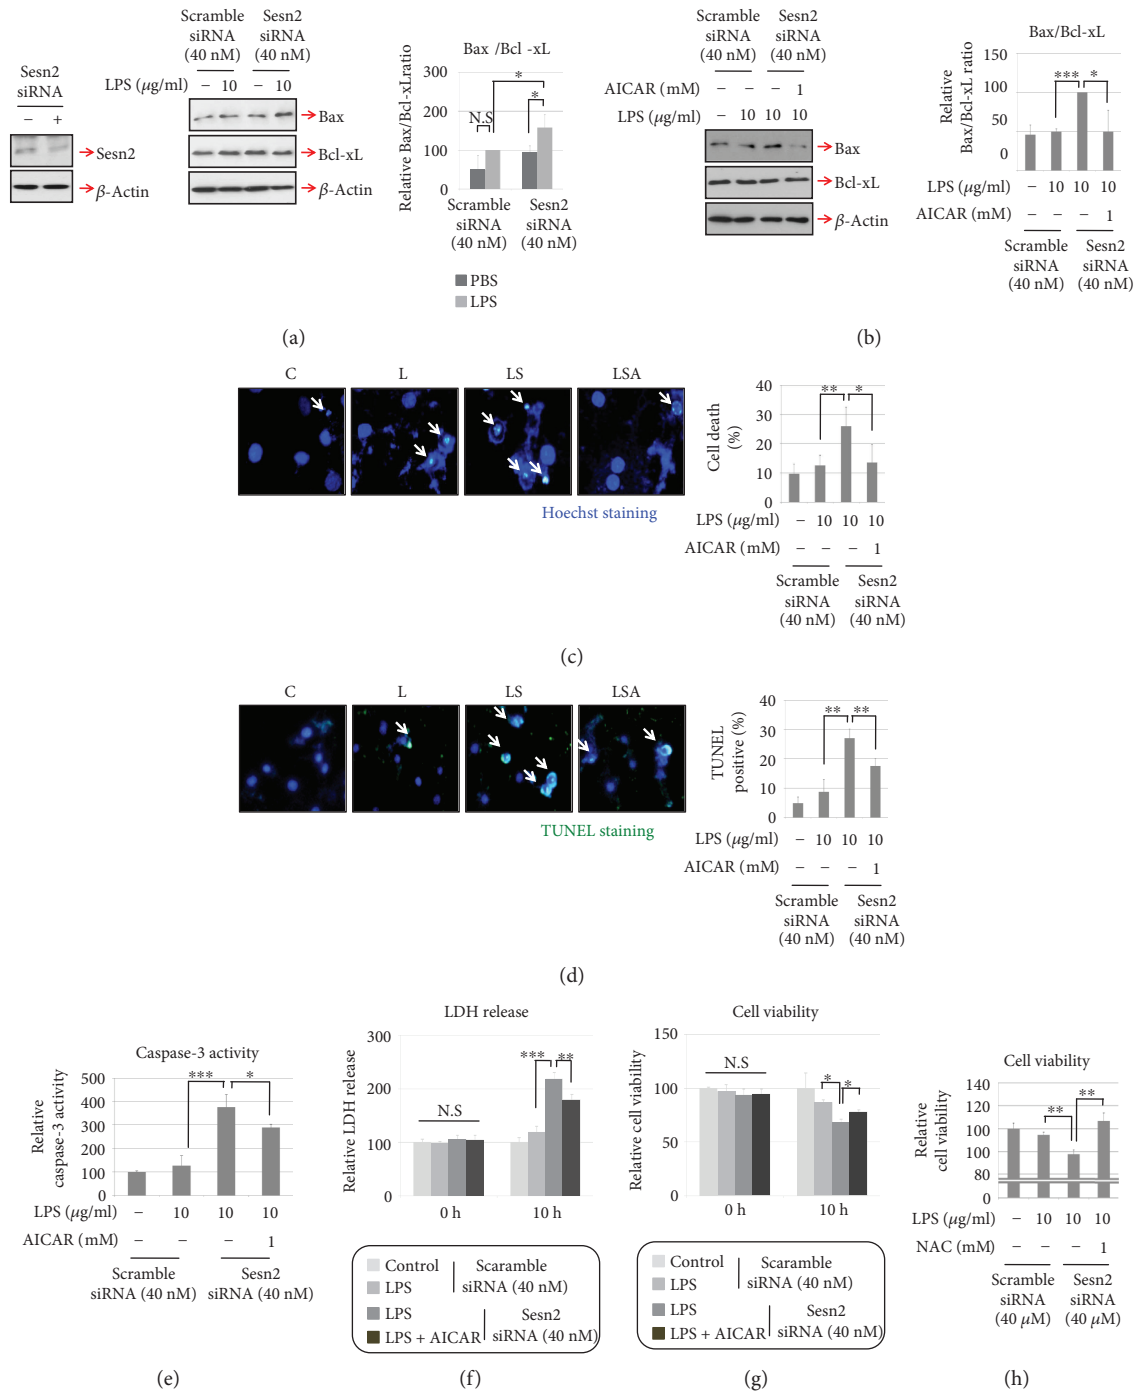 Scramble
siRNA
(40 nM)
Sesn2
siRNA
(40 nM)
Sesn2
siRNA
− +
LPS (μg/ml) − 10 − 10
Sesn2
β-Actin
Bax
Bcl-xL
β-Actin
Bax /Bcl -xL
Relative Bax/Bcl-xLratio
300
200
100
0
N.S
*
*
Scramble
siRNA
(40 nM)
Sesn2
siRNA
(40 nM)
PBS
LPS
(a)
Scramble
siRNA
(40 nM)
Sesn2
siRNA
(40 nM)
AICAR (mM) − − − 1
LPS (μg/ml) − 10 10 10
Bax
Bcl-xL
β-Actin
Bax/Bcl-xL
Relative
Bax/Bcl-xL ratio
150
100
50
0
*** *
LPS (μg/ml) − 10 10 10
AICAR (mM) − − − 1
Scramble
siRNA
(40 nM)
Sesn2
siRNA
(40 nM)
(b)
C L LS LSA
Hoechst staining
Cell death
(%)
40
30
20
10
0
** *
LPS (μg/ml) − 10 10 10
AICAR (mM) − − − 1
Scramble
siRNA
(40 nM)
Sesn2
siRNA
(40 nM)
(c)
C L LS LSA
TUNEL staining
TUNEL
positive (%)
40
30
20
10
0
** **
LPS (μg/ml) − 10 10 10
AICAR (mM) − − − 1
Scramble
siRNA
(40 nM)
Sesn2
siRNA
(40 nM)
(d)
Caspase-3 activity
Relative
caspase-3 activity
500
400
300
200
100
0
*** *
LPS (μg/ml) − 10 10 10
AICAR (mM) − − − 1
Scramble
siRNA (40 nM)
Sesn2
siRNA (40 nM)
(e)
LDH release
Relative LDH release
300
200
100
0
N.S
*** **
0 h 10 h
Control
LPS
Scaramble
siRNA (40 nM)
LPS
LPS + AICAR
Sesn2
siRNA (40 nM)
(f)
Cell viability
Relative cell viability
150
100
50
0
N.S
* *
0 h 10 h
Control
LPS
Scaramble
siRNA (40 nM)
LPS
LPS + AICAR
Sesn2
siRNA (40 nM)
(g)
Cell viability
Relative
cell viability
140
120
100
80
0
** **
LPS (μg/ml) − 10 10 10
NAC (mM) − − − 1
Scramble
siRNA
(40 μM)
Sesn2
siRNA
(40 μM)
(h)